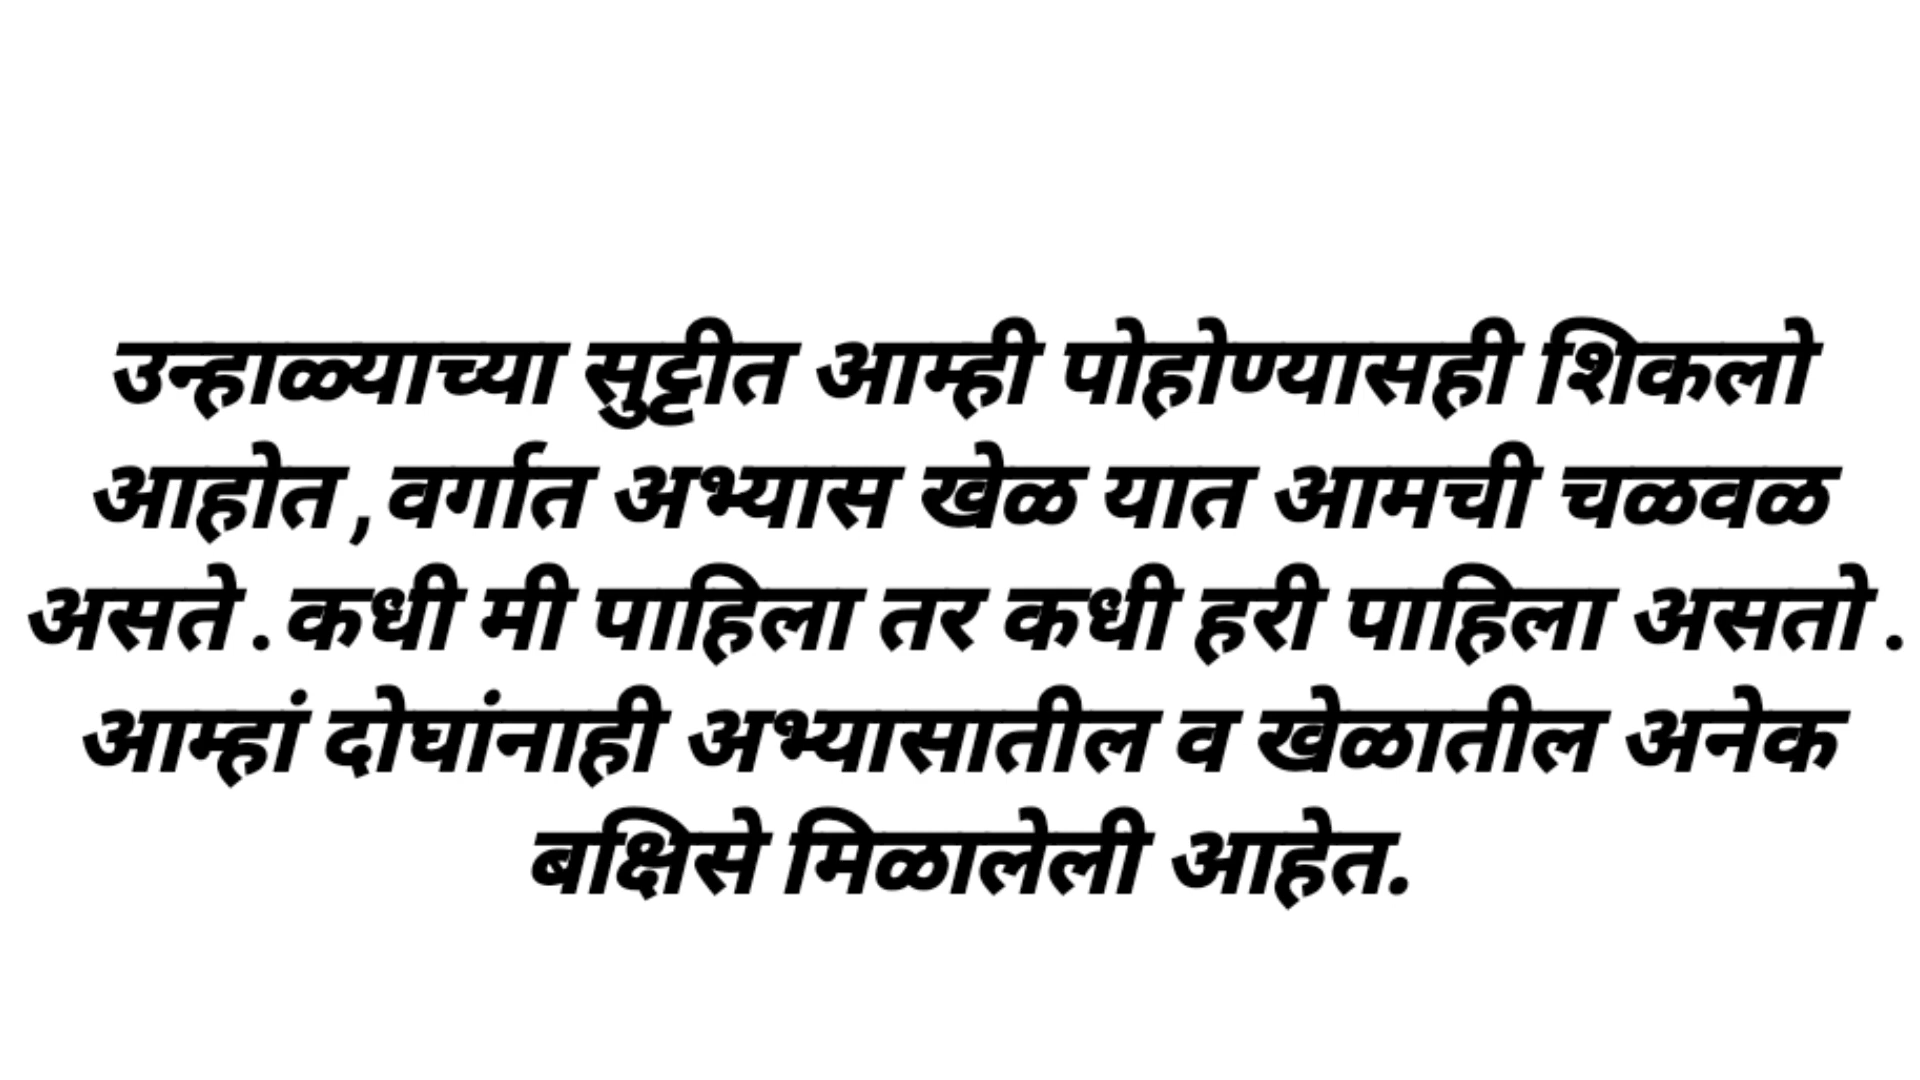 उन्हाळ्याच्या सुट्टीत आम्ही पोहोण्यासही शिकलो
आहोत ,वर्गात अभ्यास खेळ यात आमची चळवळ
असते . कधी मी पाहिला तर कधी हरी पाहिला असतो .
आम्हां दोघांनाही अभ्यासातील व खेळातील अनेक
बक्षिसे मिळालेली आहेत.